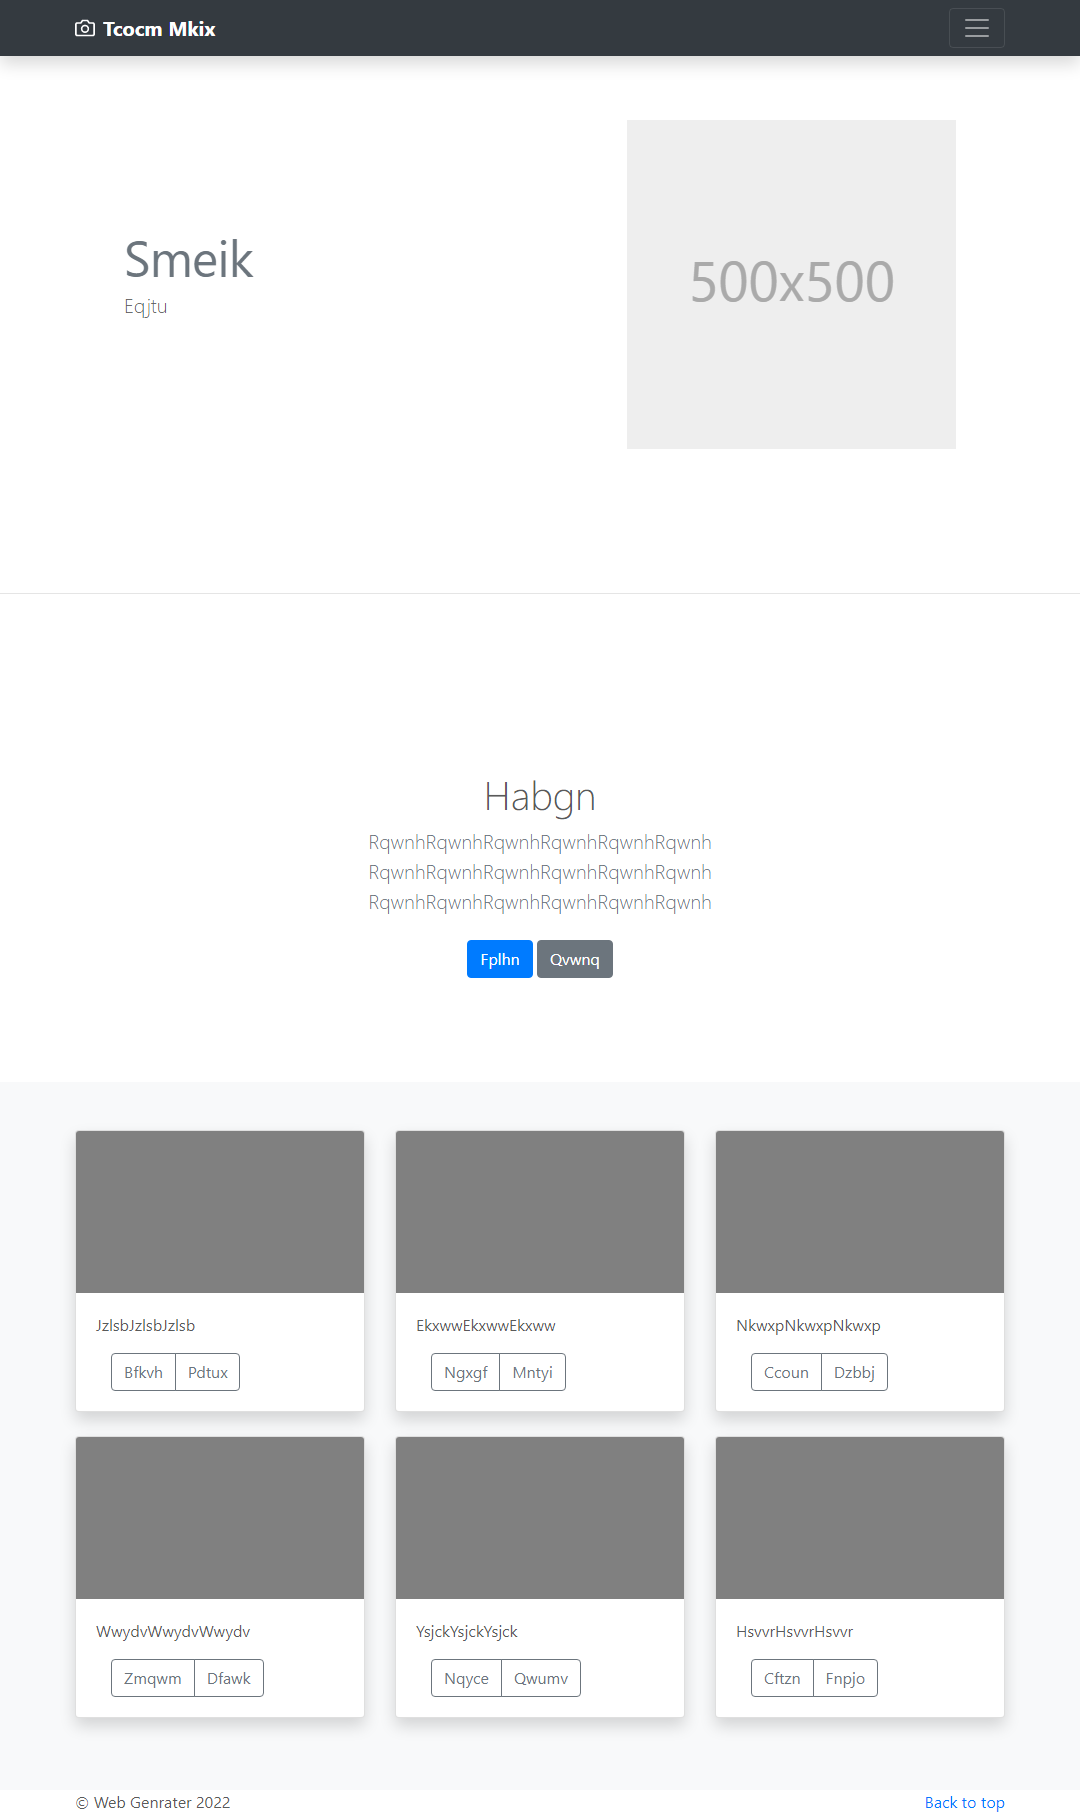 Tcocm Mkix
Smeik
Eqjtu
500x500
Habgn
RqwnhRqwnhRqwnhRqwnhRqwnhRqwnh
RqwnhRqwnhRqwnhRqwnhRqwnhRqwnh
RqwnhRqwnhRqwnhRqwnhRqwnhRqwnh
Fplhn Qvwnq
JzlsbJzlsbJzlsb
Bfkvh Pdtux
EkxwwEkxwwEkxww
Ngxgf Mntyi
NkwxpNkwxpNkwxp
Ccoun Dzbbj
WwydvWwydvWwydv
Zmqwm Dfawk
YsjckYsjckYsjck
Nqyce Qwumv
HsvvrHsvvrHsvvr
Cftzn Fnpjo
© Web Genrater 2022
Back to top